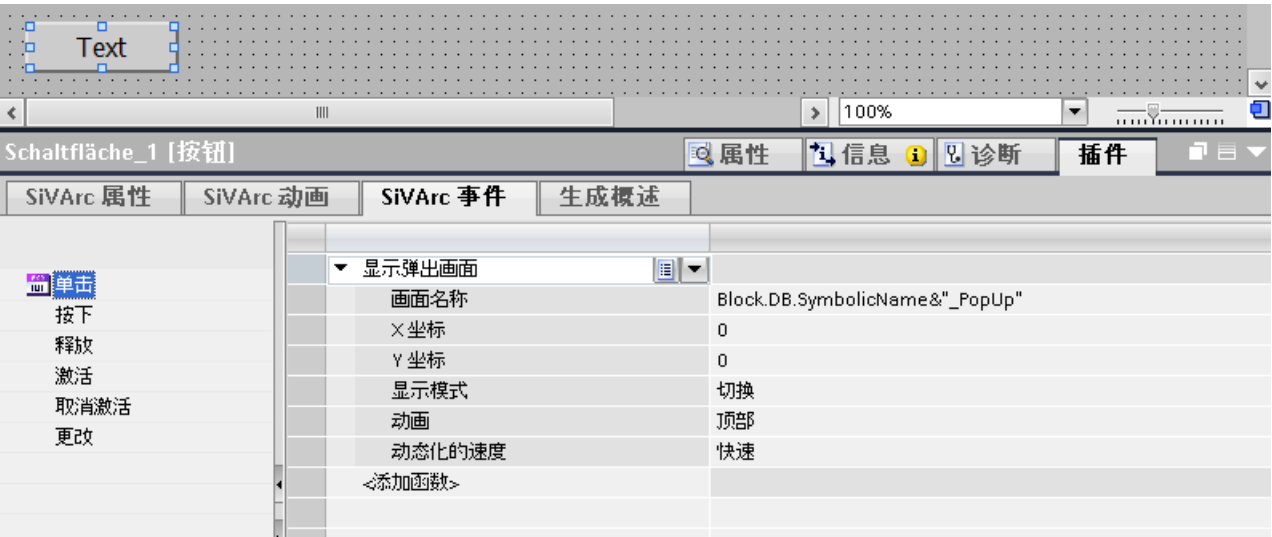 Text
100%
Schaltfläche_1 [按钮]
属性 信息 诊断 插件
SiVArc 属性 SiVArc 动画 SiVArc 事件 生成概述
显示弹出画面
单击
画面名称 Block.DB.SymbolicName&"_PopUp"
按下
X 坐标 0
释放
Y 坐标 0
激活
显示模式 切换
取消激活
动画 顶部
更改
动态化的速度 快速
<添加函数>